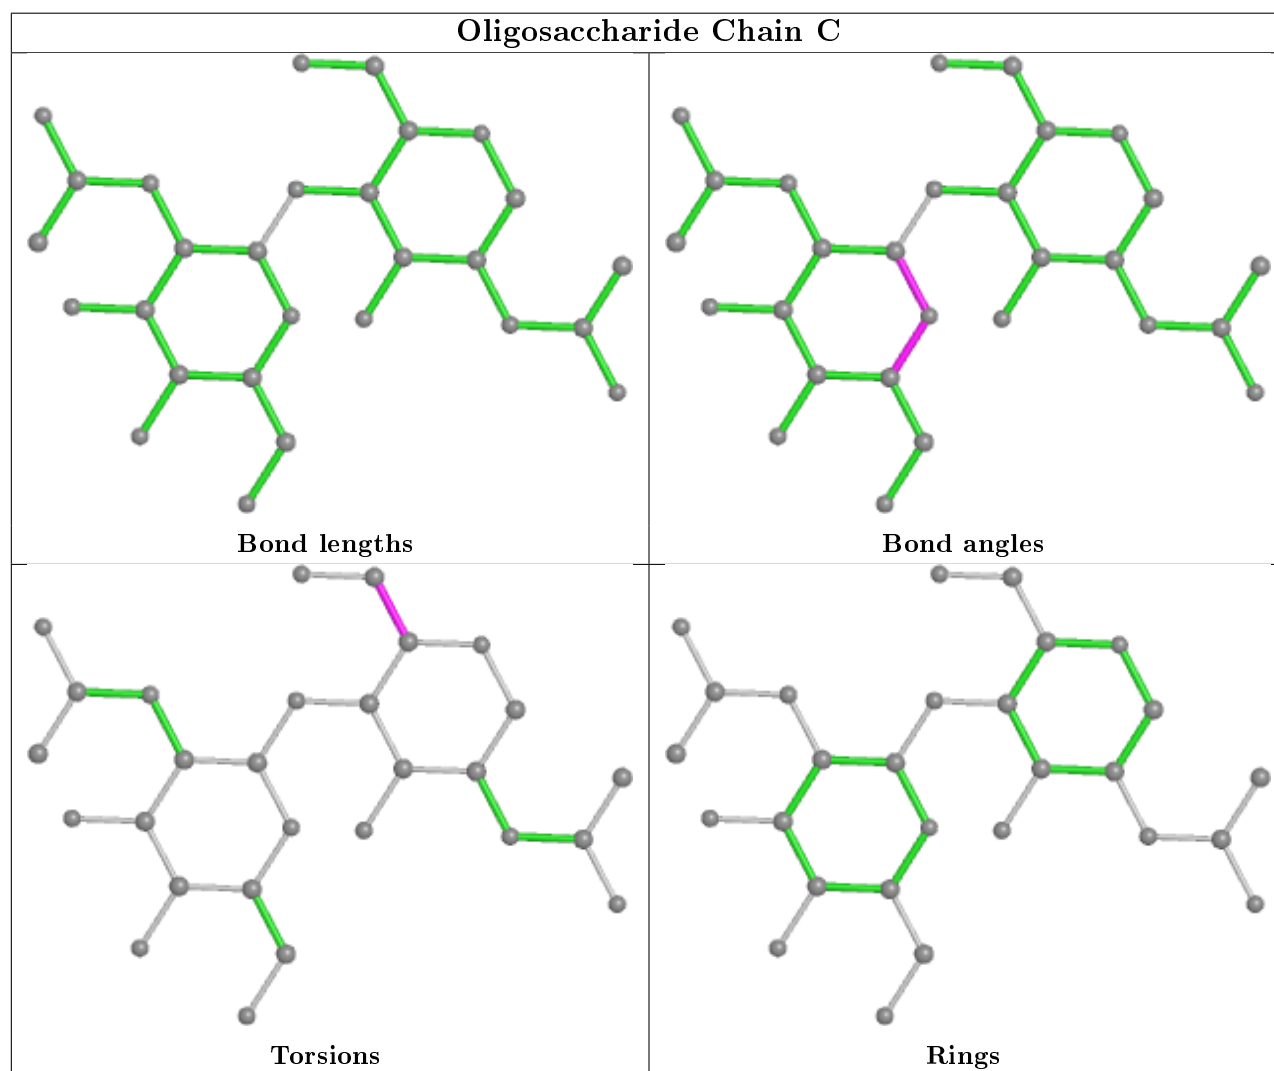 Oligosaccharide Chain C
Bond lengths
Bond angles
Torsions
Rings